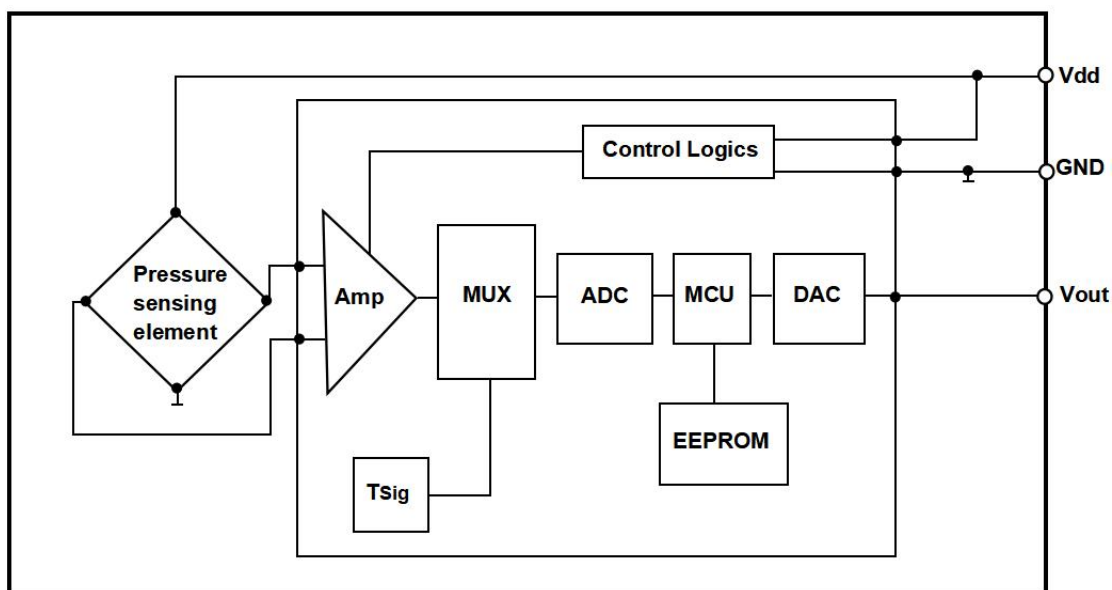 Vdd
Control Logics
GND
Pressure
sensing
element
Amp
MUX
ADC
MCU
DAC
Vout
EEPROM
Tsig